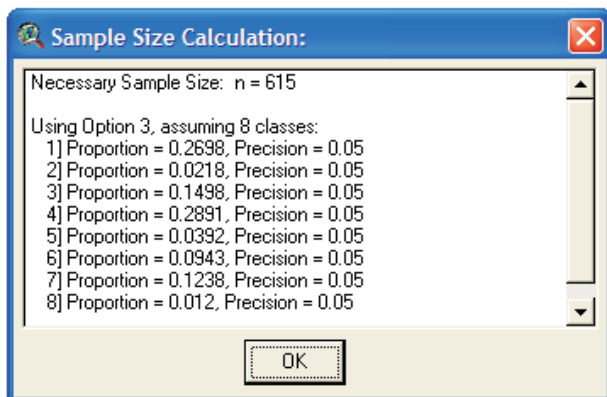 Sample Size Calculation:
Necessary Sample Size: n = 615
Using Option 3, assuming 8 classes:
1] Proportion = 0.2698, Precision = 0.05
2] Proportion = 0.0218, Precision = 0.05
3] Proportion = 0.1498, Precision = 0.05
4] Proportion = 0.2891, Precision = 0.05
5] Proportion = 0.0392, Precision = 0.05
6] Proportion = 0.0943, Precision = 0.05
7] Proportion = 0.1238, Precision = 0.05
8] Proportion = 0.012, Precision = 0.05
OK